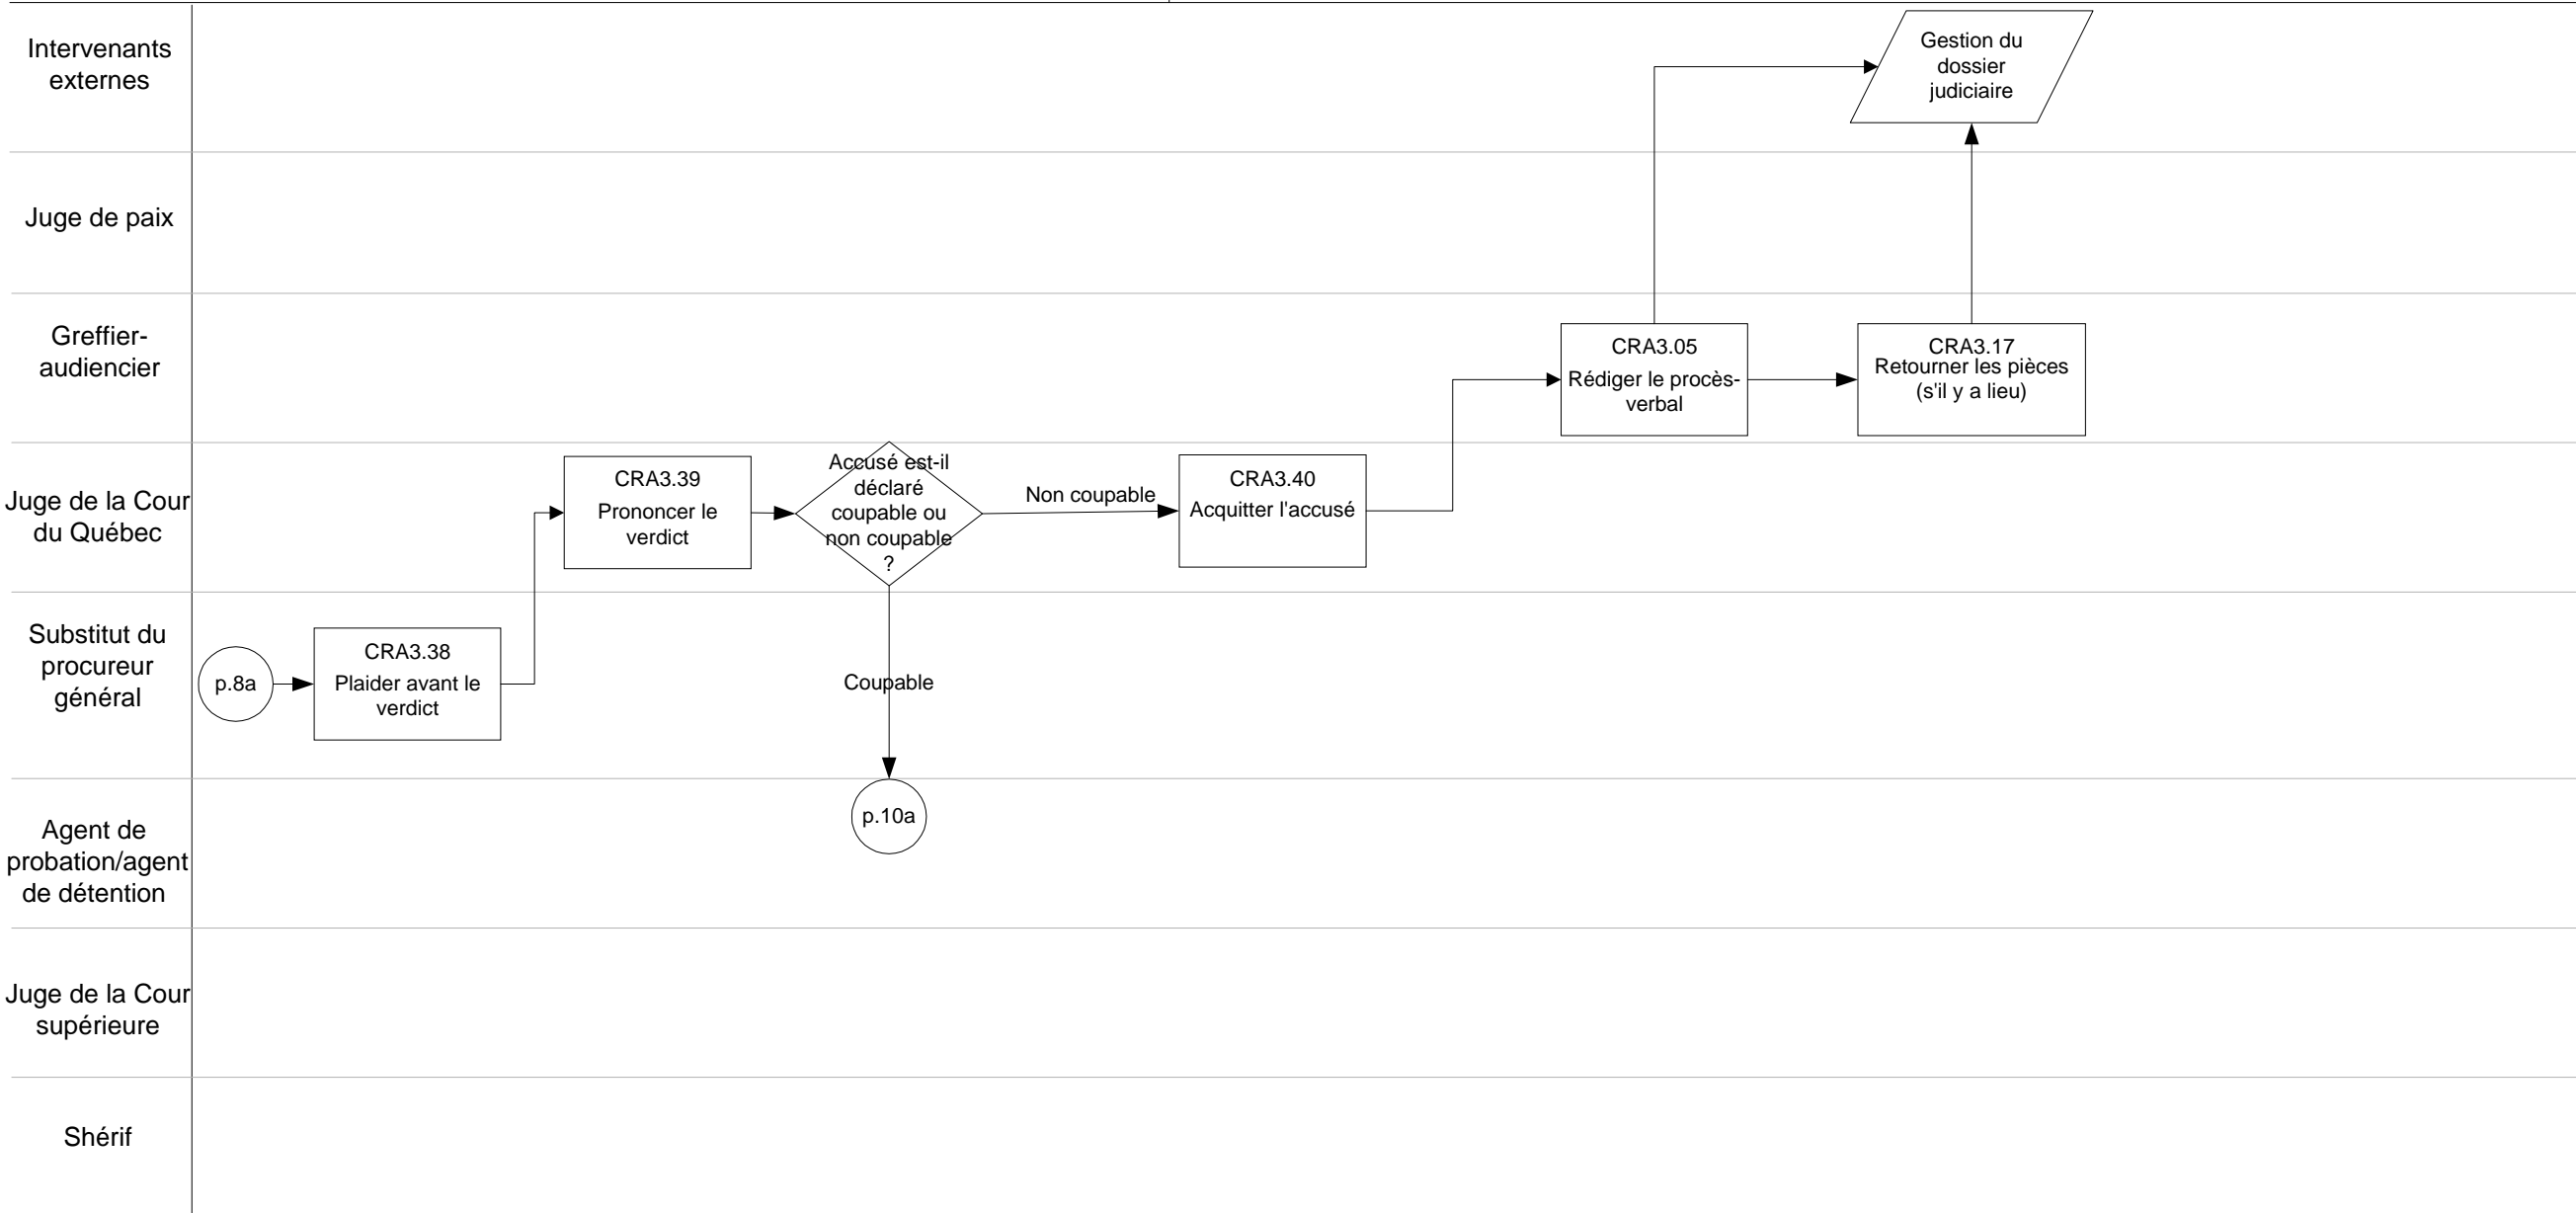 Intervenants
externes
Gestion du
dossier
judiciaire
Juge de paix
Greffier-
audiencier
CRA3.05
Rédiger le procès-
verbal
CRA3.17
Retourner les pièces
(s'il y a lieu)
Juge de la Cour
du Québec
CRA3.39
Prononcer le
verdict
Accusé est-il
déclaré
coupable ou
non coupable
?
Non coupable
CRA3.40
Acquitter l'accusé
Substitut du
procureur
général
p.8a
CRA3.38
Plaider avant le
verdict
Coupable
Agent de
probation/agent
de détention
p.10a
Juge de la Cour
supérieure
Shérif